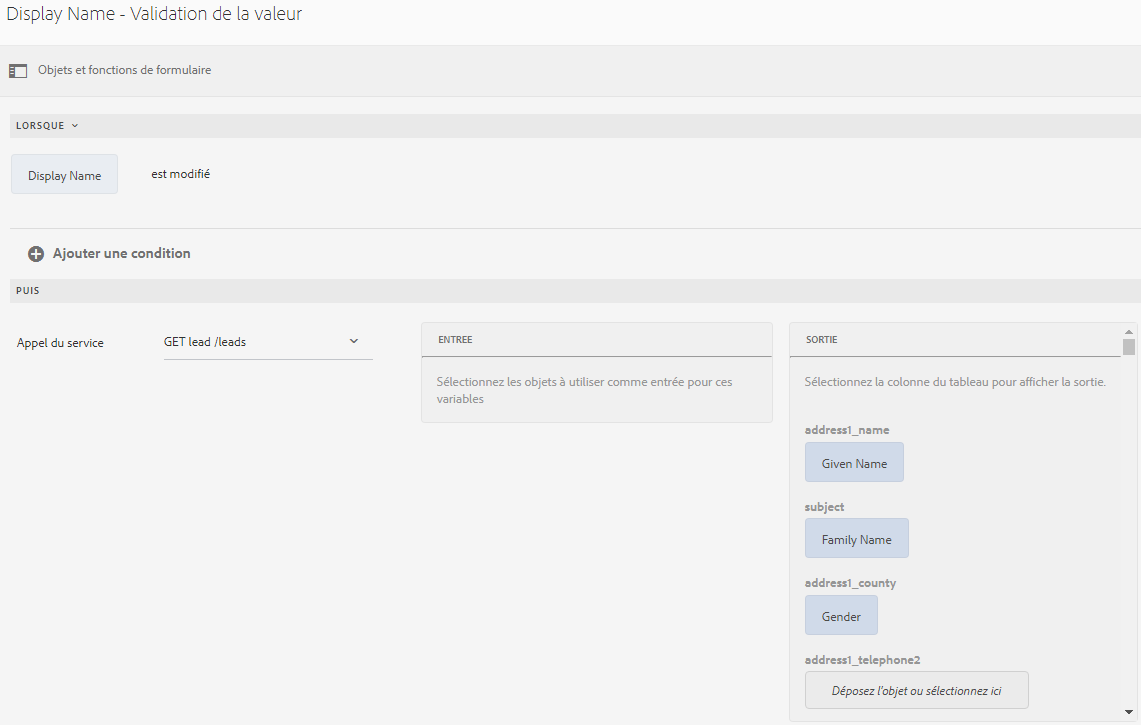 Display Name - Validation de la valeur
Objets et fonctions de formulaire
LORSQUE
Display Name est modifié
Ajouter une condition
PUIS
Appel du service GET lead /leads
ENTREE
Sélectionnez les objets à utiliser comme entrée pour ces
variables
SORTIE
Sélectionnez la colonne du tableau pour afficher la sortie.
address1_name
Given Name
subject
Family Name
address1_county
Gender
address1_telephone2
Déposez l'objet ou sélectionnez ici